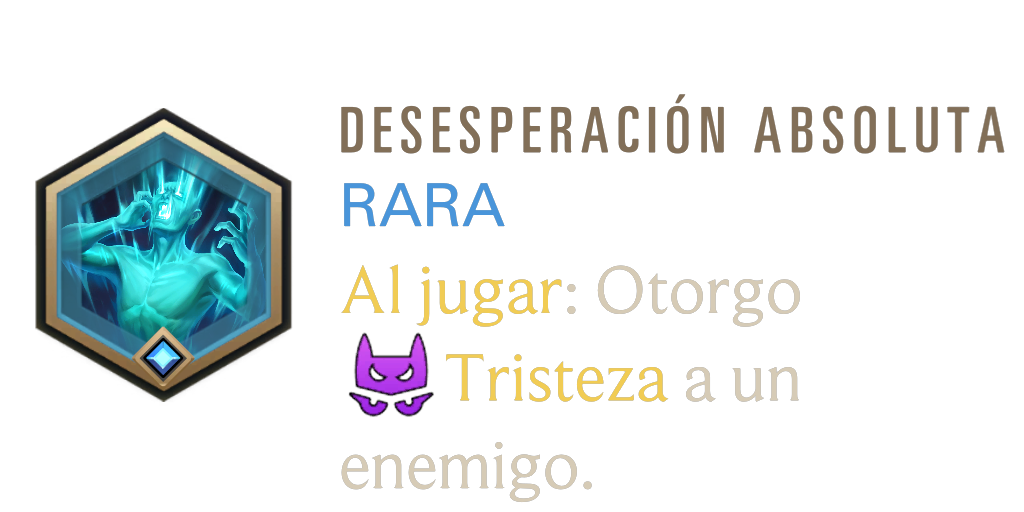 DESESPERACIÓN ABSOLUTA
RARA
Al jugar: Otorgo
Tristeza a un
enemigo.